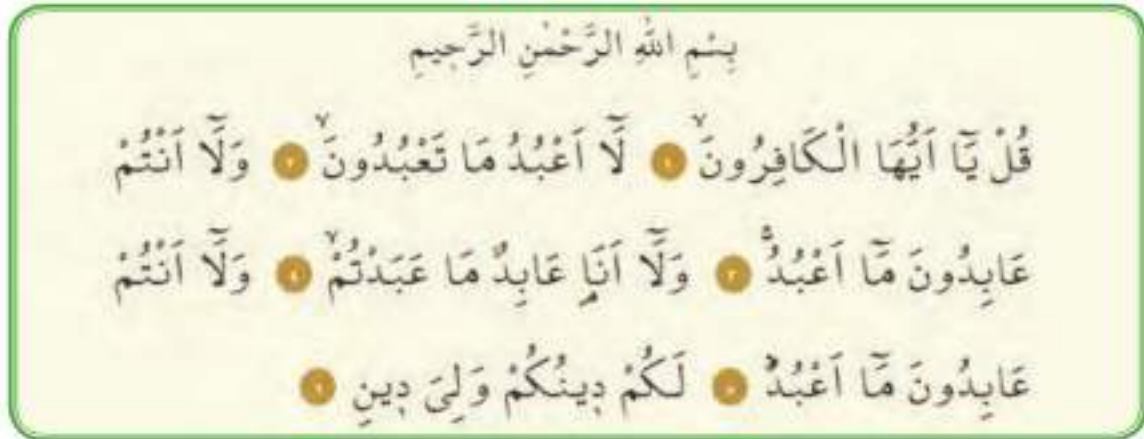 بِسْمِ اللهِ الرَّحْمٰنِ الرَّحِيمِ
قُلْ يَٓا اَيُّهَا الْكَافِرُونَۙ ﴿١﴾ لَٓا اَعْبُدُ مَا تَعْبُدُونَۙ ﴿٢﴾ وَلَٓا اَنْتُمْ
عَابِدُونَ مَٓا اَعْبُدُۚ ﴿٣﴾ وَلَٓا اَنَا۬ عَابِدٌ مَا عَبَدْتُمْۙ ﴿٤﴾ وَلَٓا اَنْتُمْ
عَابِدُونَ مَٓا اَعْبُدُۜ ﴿٥﴾ لَكُمْ دِينُكُمْ وَلِيَ دِينِ ﴿٦﴾